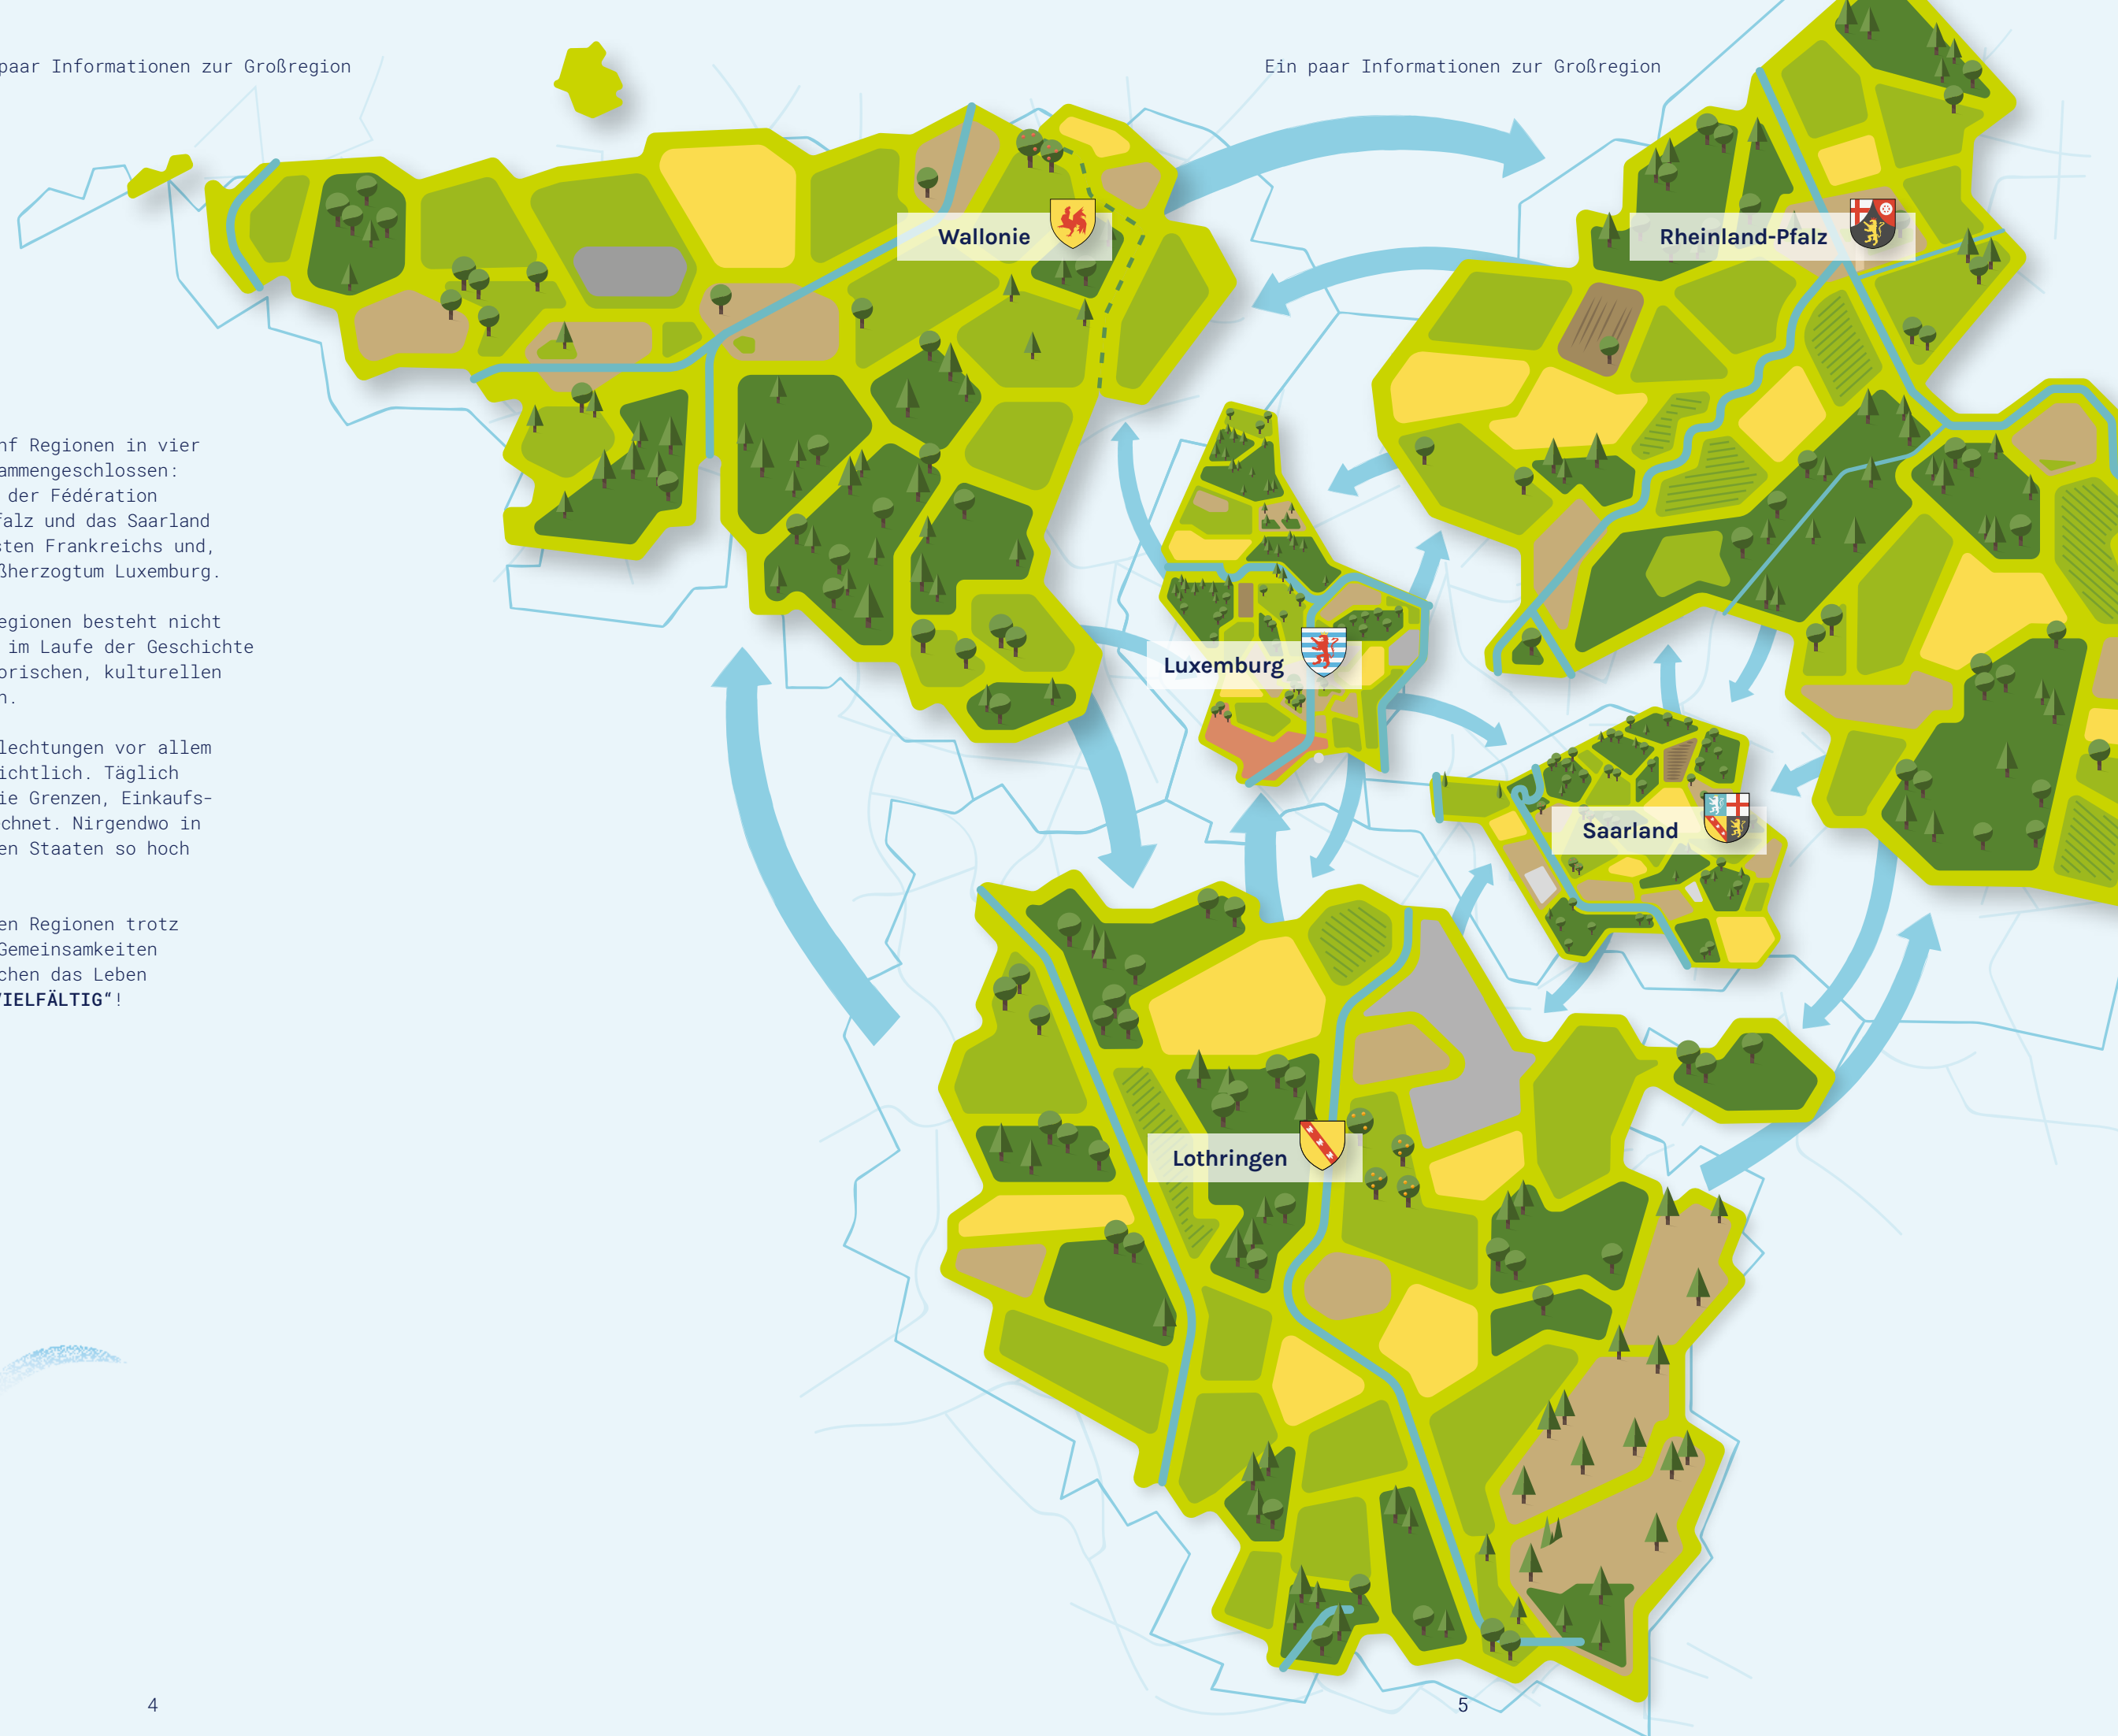 paar Informationen zur Großregion
Ein paar Informationen zur Großregion
Wallonie
Rheinland-Pfalz
nf Regionen in vier
ammengeschlossen:
der Fédération
falz und das Saarland
sten Frankreichs und,
ßherzogtum Luxemburg.
egionen besteht nicht
im Laufe der Geschichte
orischen, kulturellen
n.
lechtungen vor allem
ichtlich. Täglich
ie Grenzen, Einkaufs-
chnet. Nirgendwo in
en Staaten so hoch
en Regionen trotz
Gemeinsamkeiten
chen das Leben
VIELFÄLTIG“!
Luxemburg
Saarland
Lothringen
4
5